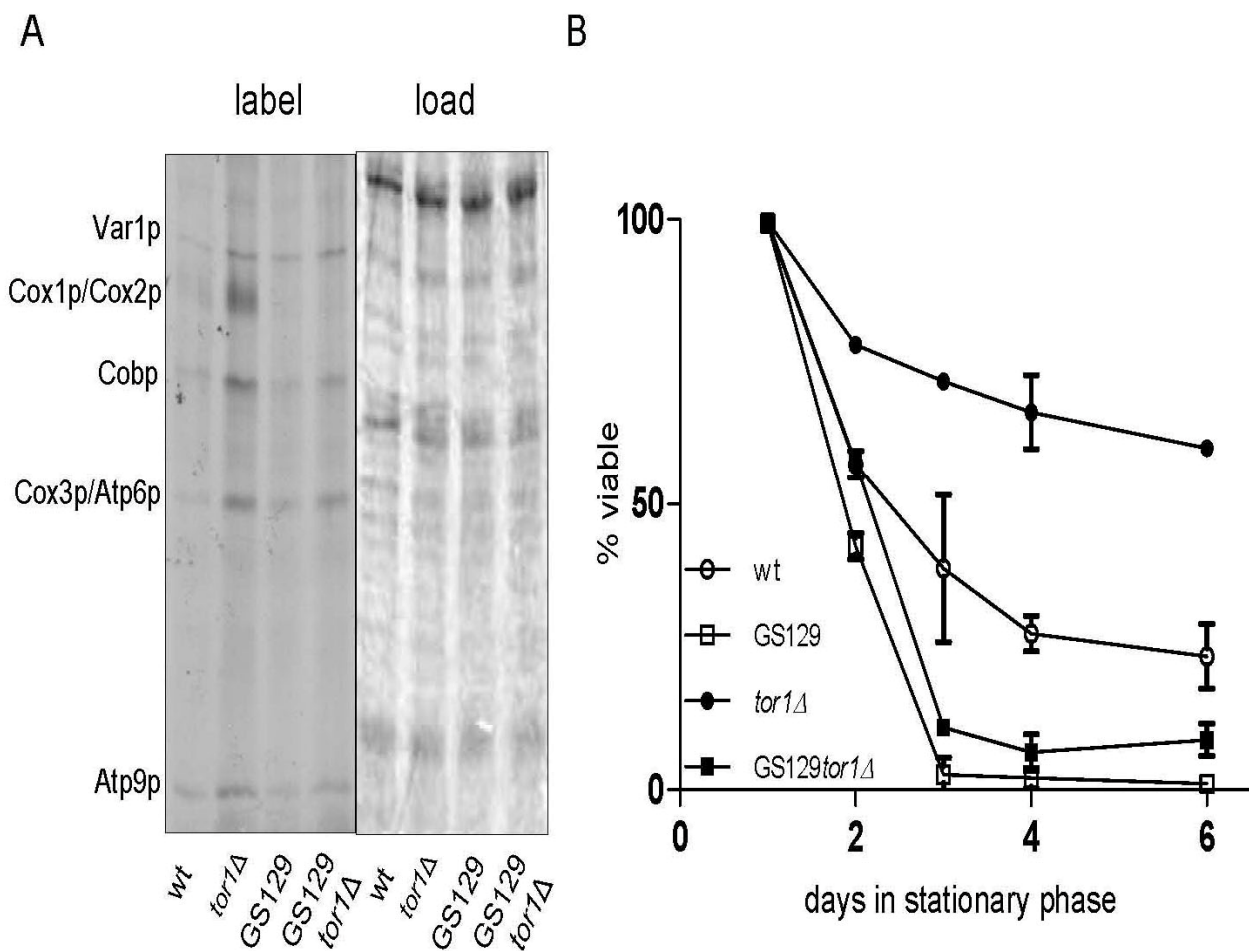 A
B
label
load
Var1p
Cox1p/Cox2p
Cobp
Cox3p/Atp6p
Atp9p
wt
tor1Δ
GS129
GS129
tor1Δ
wt
tor1Δ
GS129
GS129
tor1Δ
100
50
0
% viable
wt
GS129
tor1Δ
GS129tor1Δ
0
2
4
6
days in stationary phase